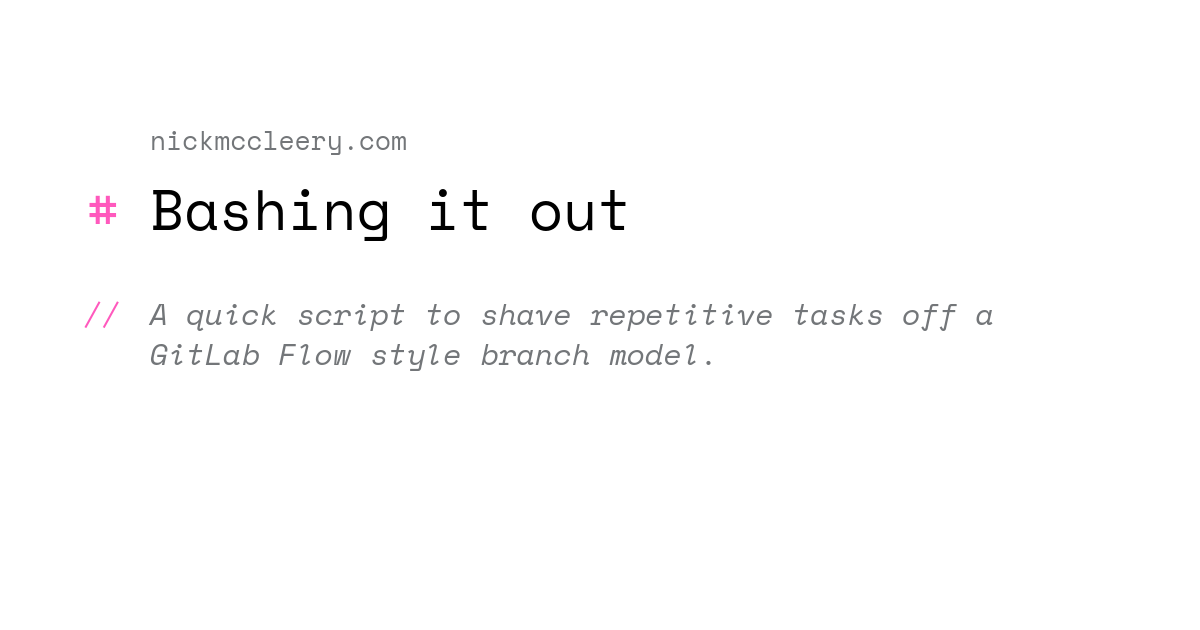 nickmccleery.com
# Bashing it out
// A quick script to shave repetitive tasks off a
GitLab Flow style branch model.